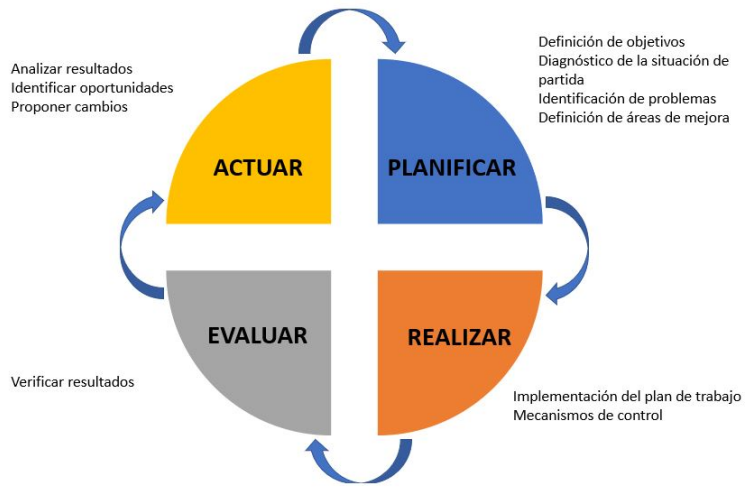 Analizar resultados
Identificar oportunidades
Proponer cambios
Definición de objetivos
Diagnóstico de la situación de
partida
Identificación de problemas
Definición de áreas de mejora
ACTUAR
PLANIFICAR
EVALUAR
REALIZAR
Verificar resultados
Implementación del plan de trabajo
Mecanismos de control